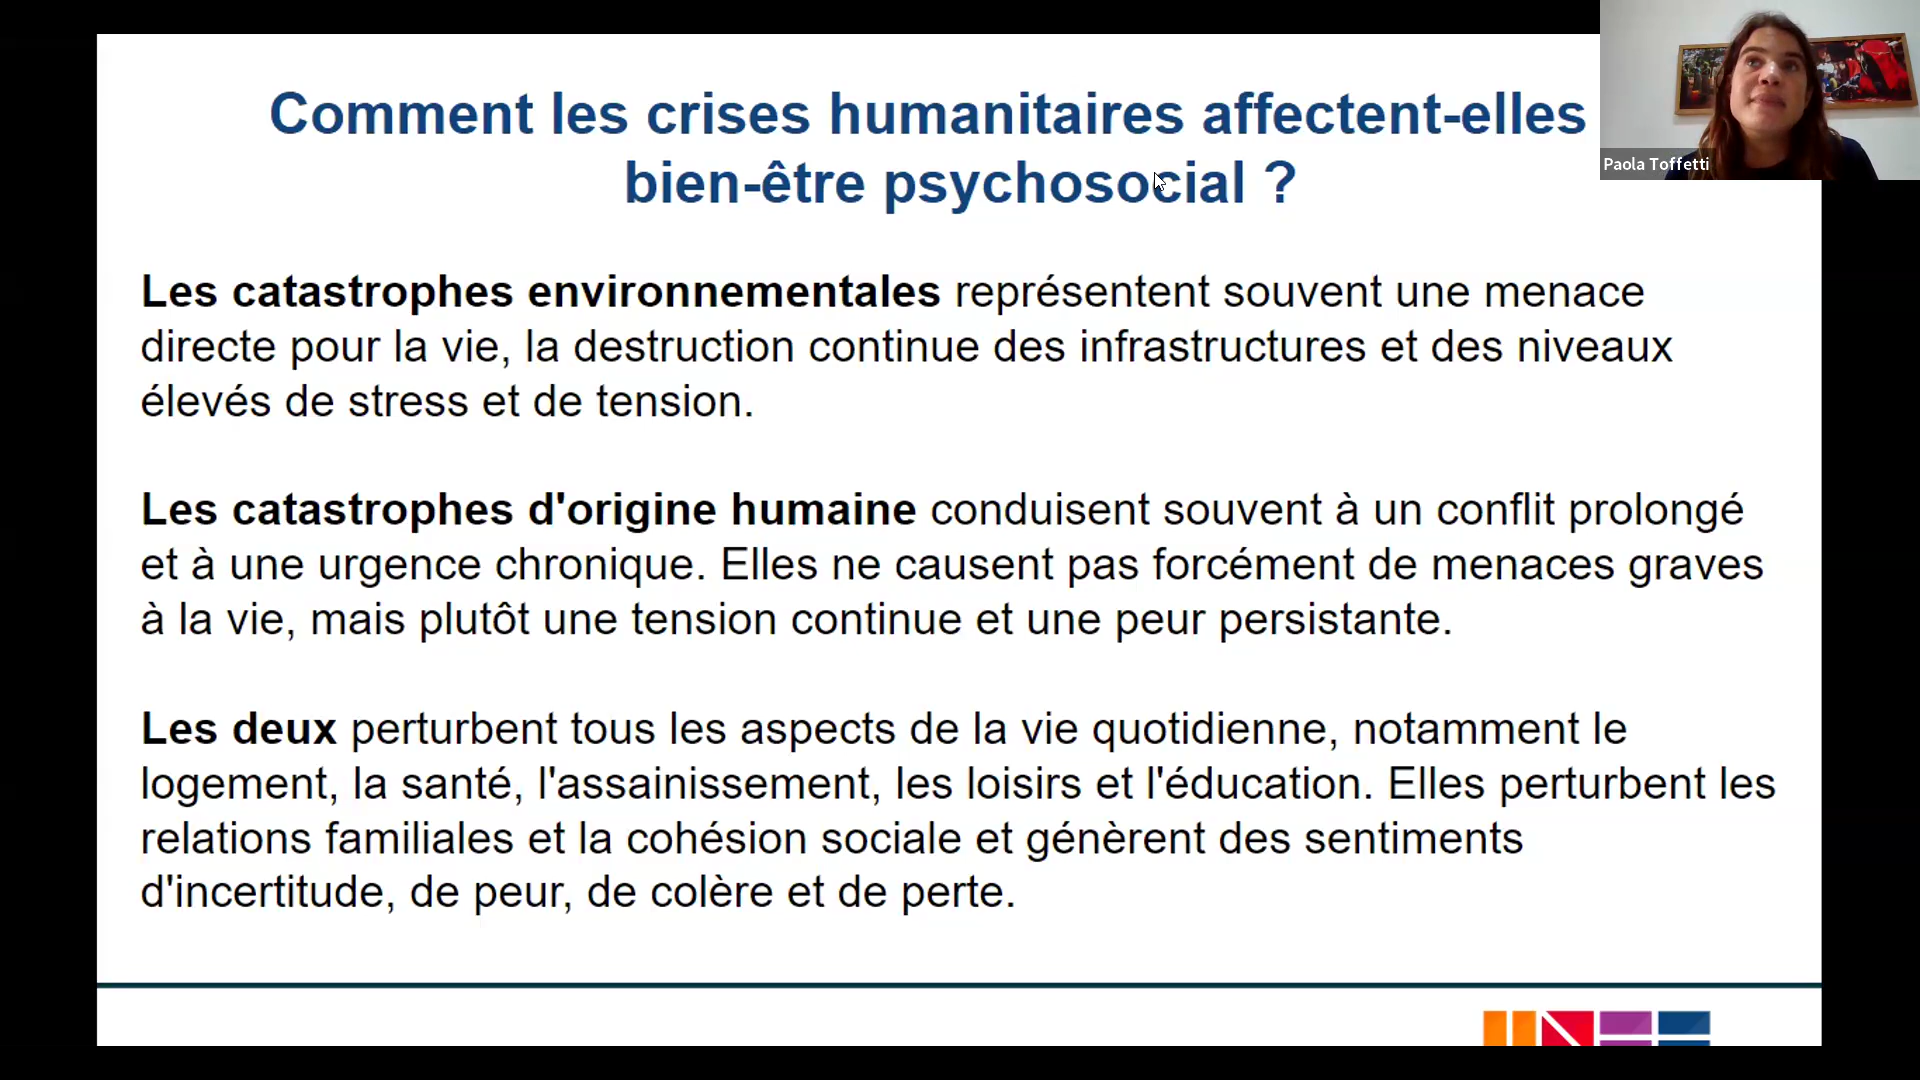 Comment les crises humanitaires affectent-elles
bien-être psychosocial ?
Paola Toffetti
Les catastrophes environnementales représentent souvent une menace
directe pour la vie, la destruction continue des infrastructures et des niveaux
élevés de stress et de tension.
Les catastrophes d'origine humaine conduisent souvent à un conflit prolongé
et à une urgence chronique. Elles ne causent pas forcément de menaces graves
à la vie, mais plutôt une tension continue et une peur persistante.
Les deux perturbent tous les aspects de la vie quotidienne, notamment le
logement, la santé, l'assainissement, les loisirs et l'éducation. Elles perturbent les
relations familiales et la cohésion sociale et génèrent des sentiments
d'incertitude, de peur, de colère et de perte.